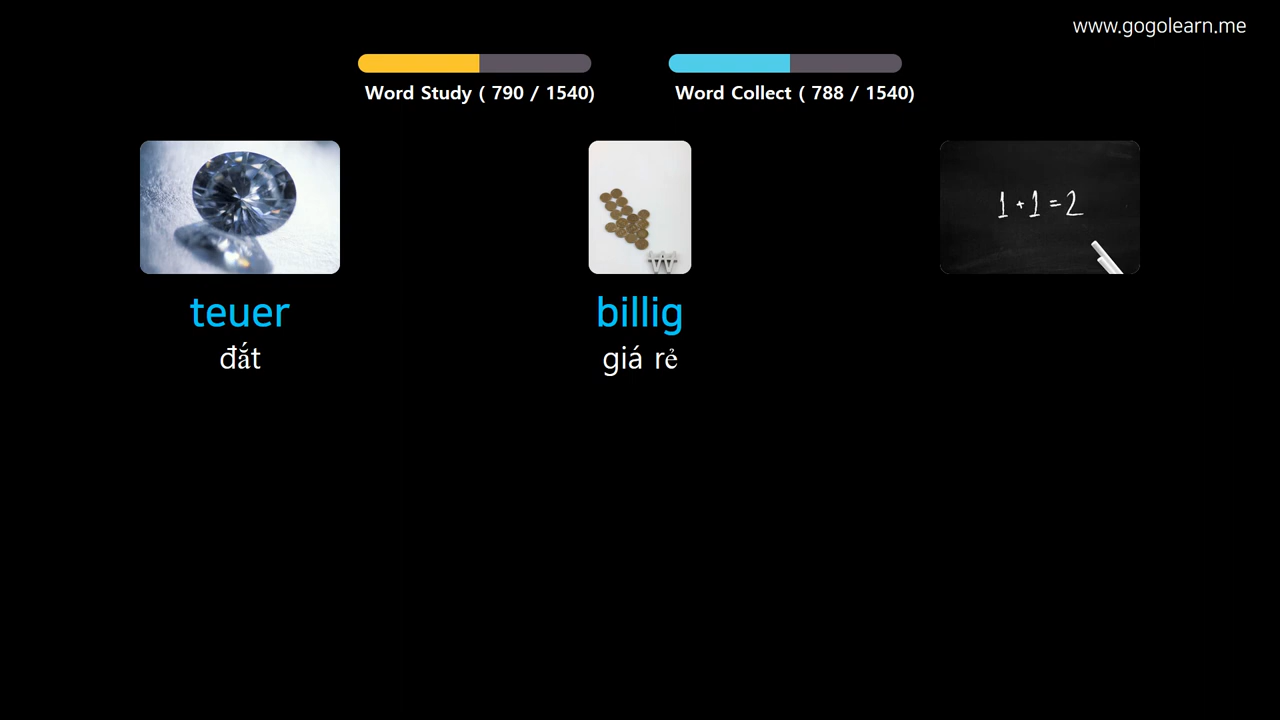 www.gogolearn.me
Word Study ( 790 / 1540)
Word Collect ( 788 / 1540)
1 + 1 = 2
teuer
billig
đắt
giá rẻ